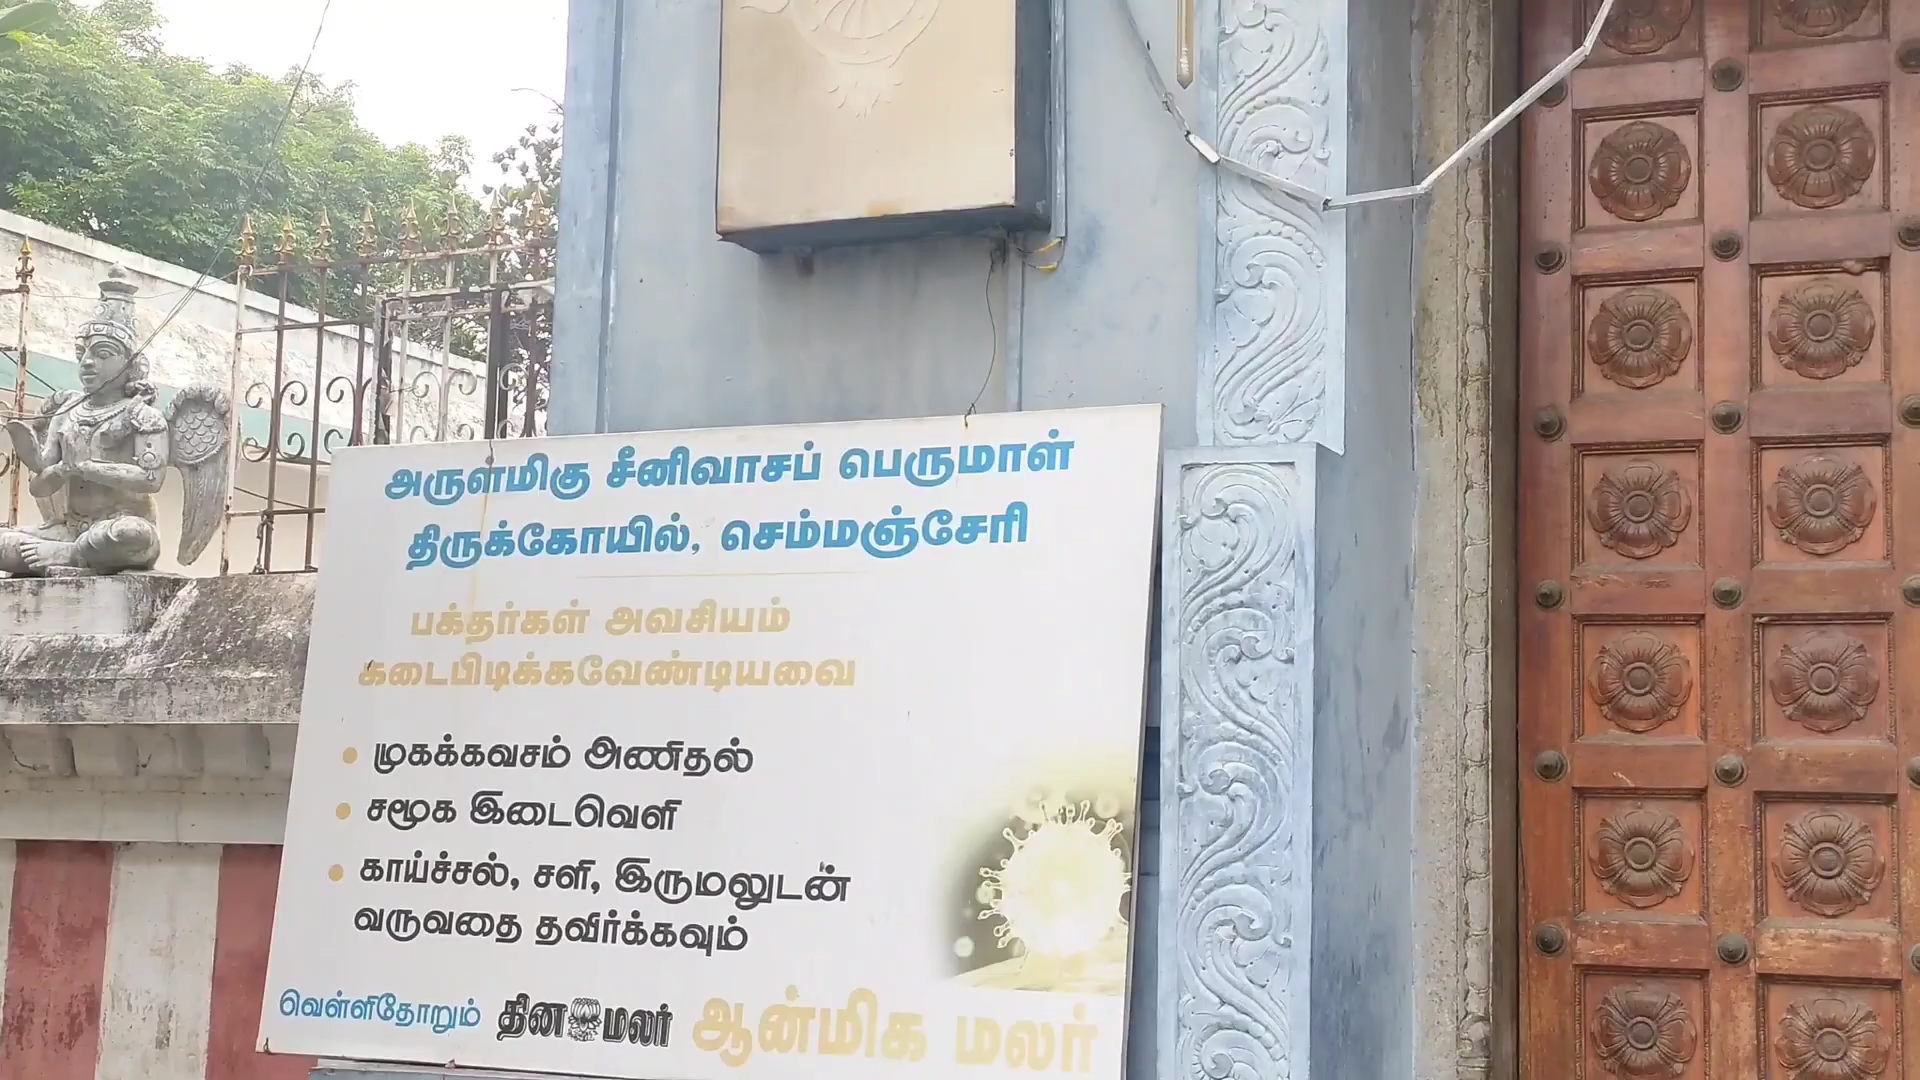 அருள்மிகு சீனிவாசப் பெருமாள்
திருக்கோயில், செம்மஞ்சேரி
பக்தர்கள் அவசியம்
கடைபிடிக்கவேண்டியவை
• முகக்கவசம் அணிதல்
• சமூக இடைவெளி
• காய்ச்சல், சளி, இருமலுடன்
வருவதை தவிர்க்கவும்
வெள்ளிதோறும் தினமலர் ஆன்மிக மலர்